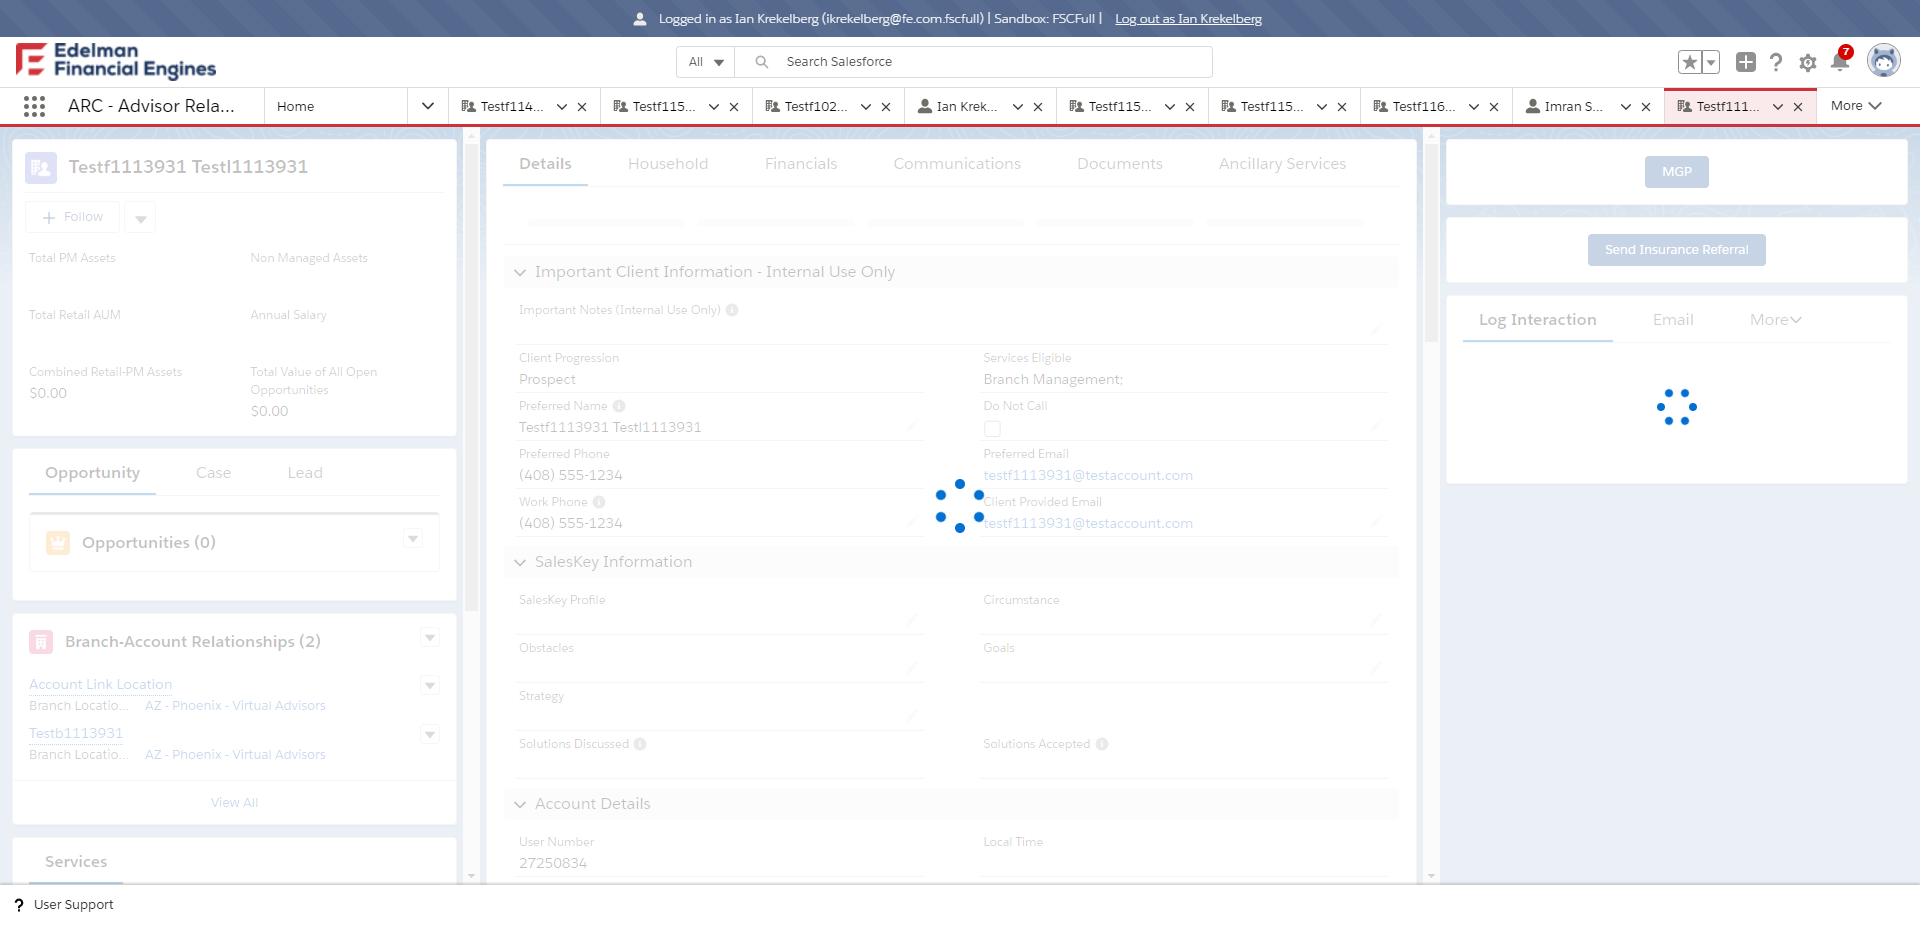 Logged in as Ian Krekelberg (ikrekelberg@fe.com.fscfull) | Sandbox: FSCFull | Log out as Ian Krekelberg
Edelman
Financial Engines
All
Search Salesforce
7
ARC - Advisor Rela...
Home
Testf114...
Testf115...
Testf102...
Ian Krek...
Testf115...
Testf115...
Testf116...
Imran S...
Testf111...
More
Testf1113931 Testl1113931
Follow
Total PM Assets
Non Managed Assets
Total Retail AUM
Annual Salary
Combined Retail-PM Assets
$0.00
Total Value of All Open
Opportunities
$0.00
Opportunity
Case
Lead
Opportunities (0)
Branch-Account Relationships (2)
Account Link Location
Branch Locatio... AZ - Phoenix - Virtual Advisors
Testb1113931
Branch Locatio... AZ - Phoenix - Virtual Advisors
View All
Services
Details
Household
Financials
Communications
Documents
Ancillary Services
Important Client Information - Internal Use Only
Important Notes (Internal Use Only)
Client Progression
Prospect
Services Eligible
Branch Management;
Preferred Name
Testf1113931 Testl1113931
Do Not Call
Preferred Phone
(408) 555-1234
Preferred Email
testf1113931@testaccount.com
Work Phone
(408) 555-1234
Client Provided Email
testf1113931@testaccount.com
SalesKey Information
SalesKey Profile
Circumstance
Obstacles
Goals
Strategy
Solutions Discussed
Solutions Accepted
Account Details
User Number
27250834
Local Time
MGP
Send Insurance Referral
Log Interaction
Email
More
? User Support